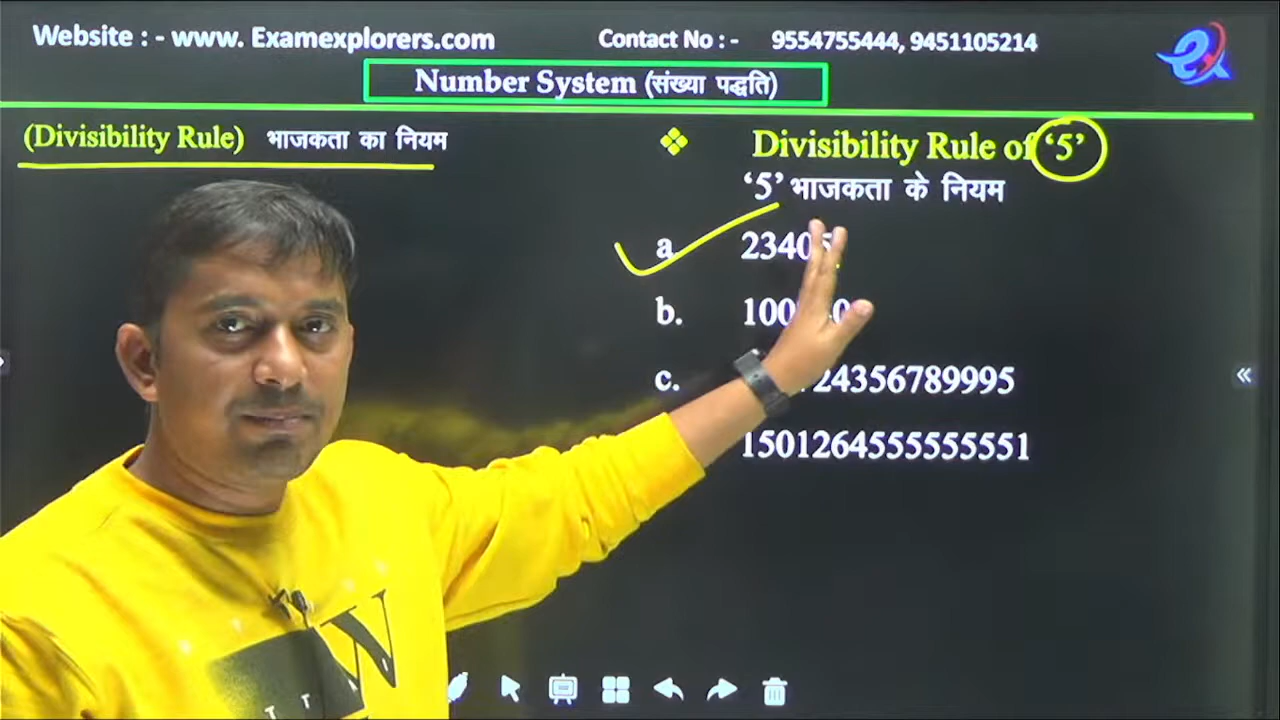 Website : - www. Examexplorers.com
Contact No : - 9554755444, 9451105214
Number System (संख्या पद्धति)
(Divisibility Rule) भाजकता का नियम
❖ Divisibility Rule of ‘5’
‘5’ भाजकता के नियम
a. 23405
b.
c. 24356789995
1501264555555551